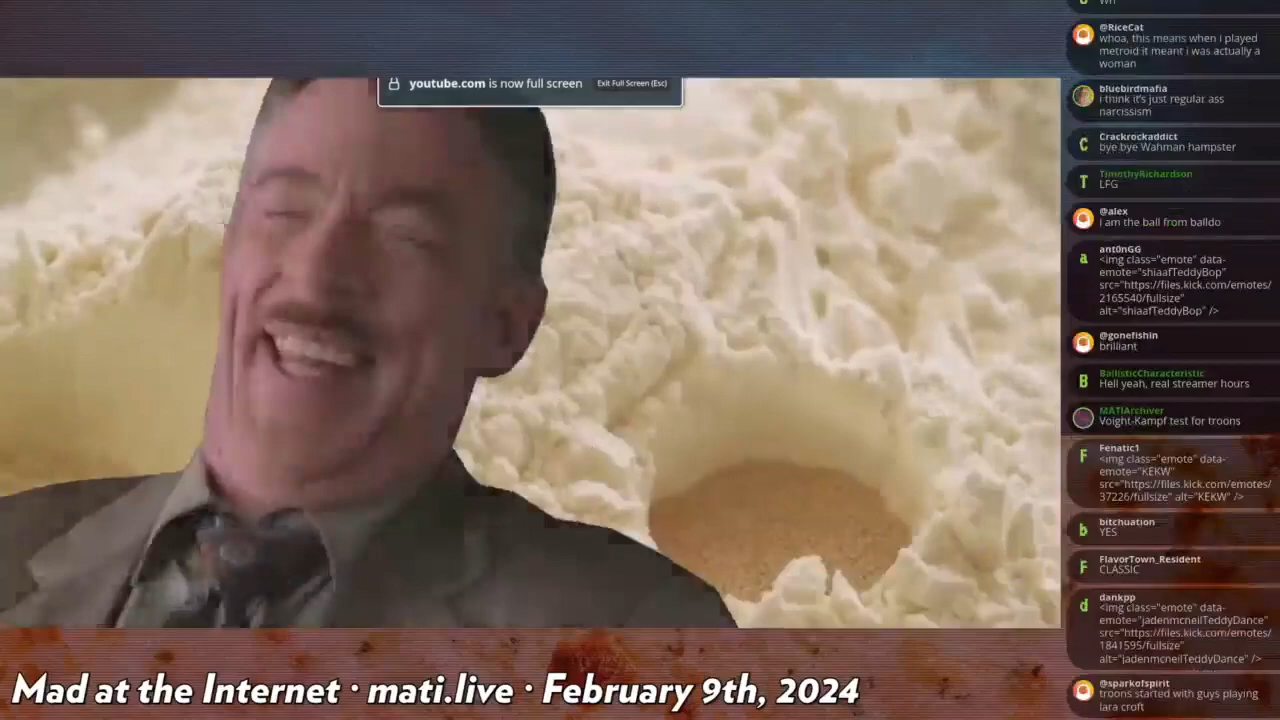 youtube.com is now full screen Exit Full Screen (Esc)
@RiceCat
whoa, this means when i played
metroid it meant i was actually a
woman
bluebirdmafia
i think it's just regular ass
narcissism
C Crackrockaddict
bye bye Wahman hampster
T TimothyRichardson
LFG
@alex
i am the ball from balldo
a ant0nGG
<img class="emote" data-
emote="shiaafTeddyBop"
src="https://files.kick.com/emotes/
2165540/fullsize"
alt="shiaafTeddyBop" />
@gonefishin
brilliant
B BallisticCharacteristic
Hell yeah, real streamer hours
MATIArchiver
Voight-Kampf test for troons
F Fenatic1
<img class="emote" data-
emote="KEKW"
src="https://files.kick.com/emotes/
37226/fullsize" alt="KEKW" />
b bitchuation
YES
F FlavorTown_Resident
CLASSIC
d dankpp
<img class="emote" data-
emote="jadenmcneilTeddyDance"
src="https://files.kick.com/emotes/
1841595/fullsize"
alt="jadenmcneilTeddyDance" />
@sparkofspirit
troons started with guys playing
lara croft
Mad at the Internet · mati.live · February 9th, 2024